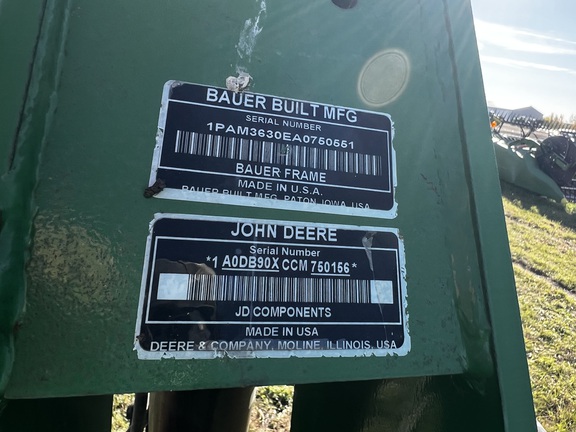 BAUER BUILT MFG
SERIAL NUMBER
1PAM3630EA0750551
BAUER FRAME
MADE IN U.S.A.
BAUER BUILT MFG. PATON, IOWA, USA
JOHN DEERE
Serial Number
*1 A0DB90X CCM 750156*
JD COMPONENTS
MADE IN USA
DEERE & COMPANY, MOLINE, ILLINOIS, USA